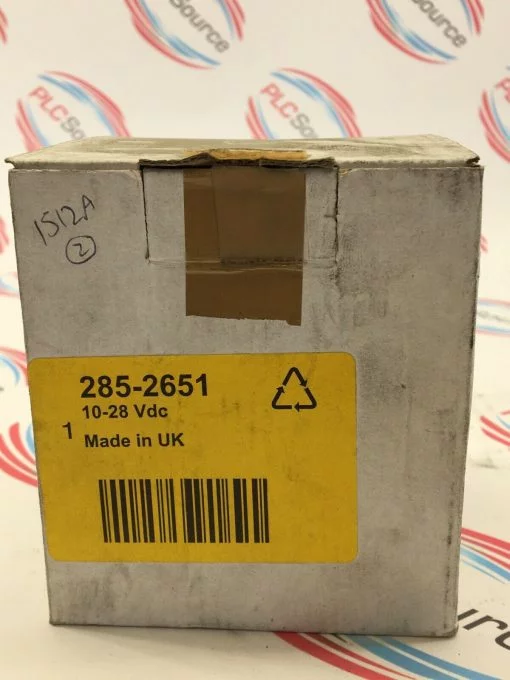 PLC Source
PLC Source
PLC Source
1512A
2
285-2651
10-28 Vdc
1
Made in UK